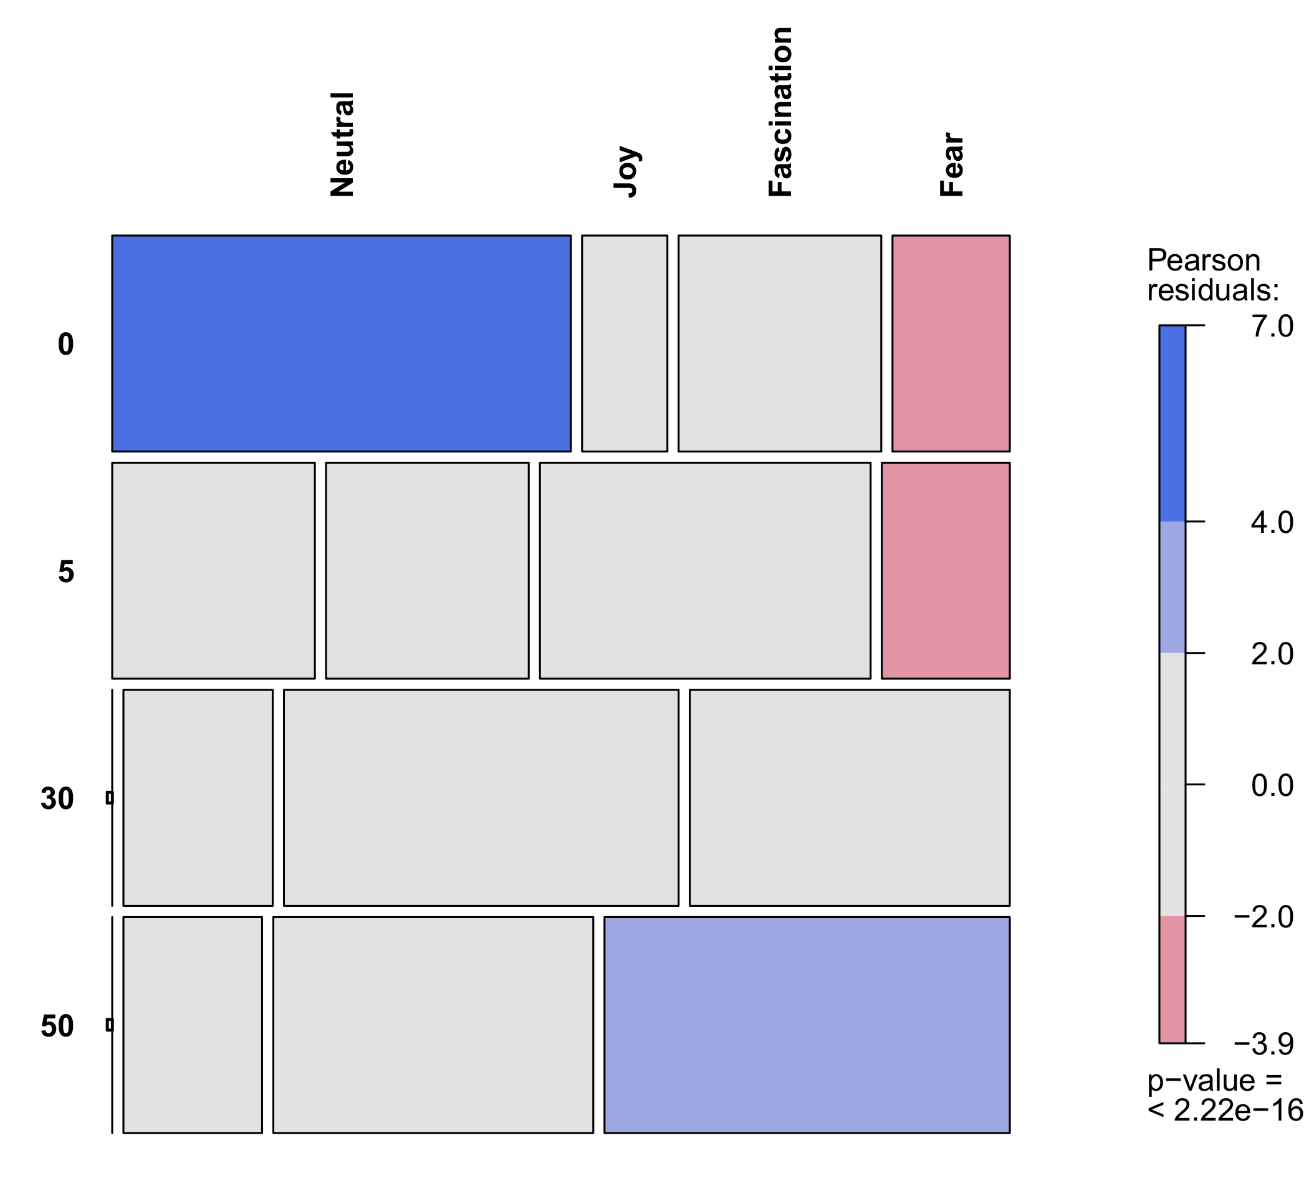 Neutral
Joy
Fascination
Fear
0
5
30
50
Pearson
residuals:
7.0
4.0
2.0
0.0
−2.0
−3.9
p−value =
< 2.22e−16